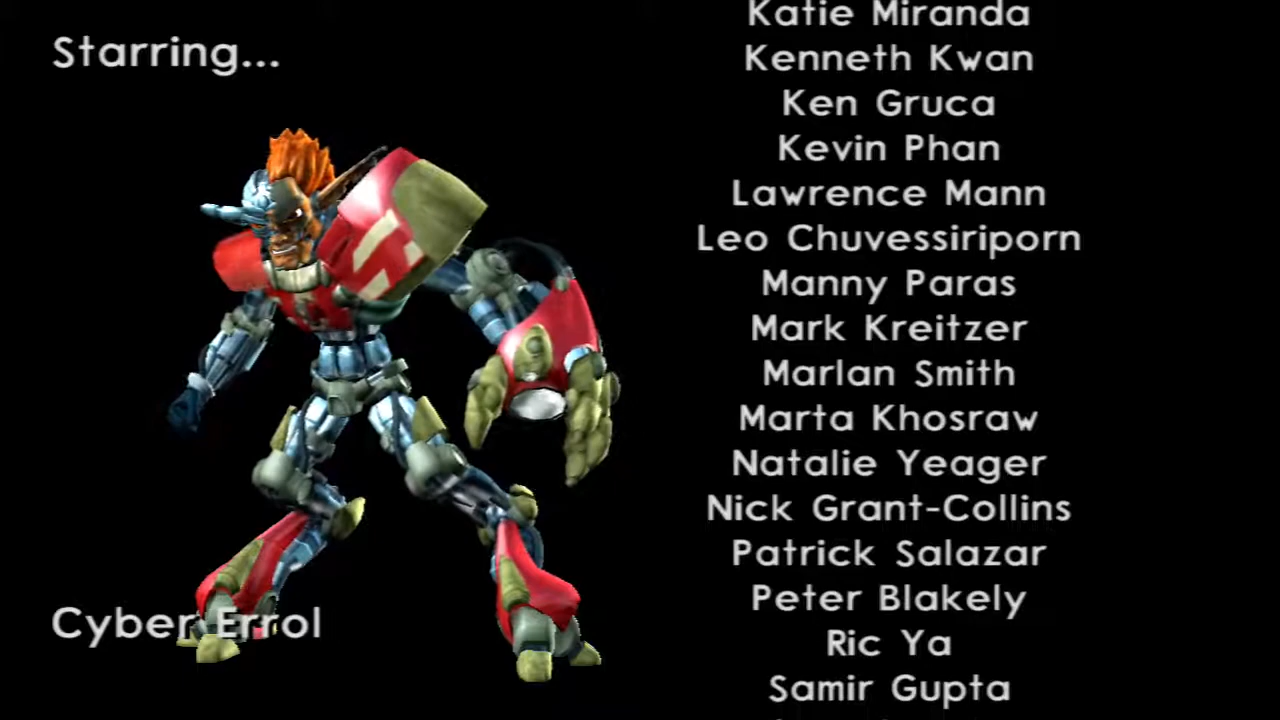 Starring...
Cyber Errol
Katie Miranda
Kenneth Kwan
Ken Gruca
Kevin Phan
Lawrence Mann
Leo Chuvessiriporn
Manny Paras
Mark Kreitzer
Marlan Smith
Marta Khosraw
Natalie Yeager
Nick Grant-Collins
Patrick Salazar
Peter Blakely
Ric Ya
Samir Gupta